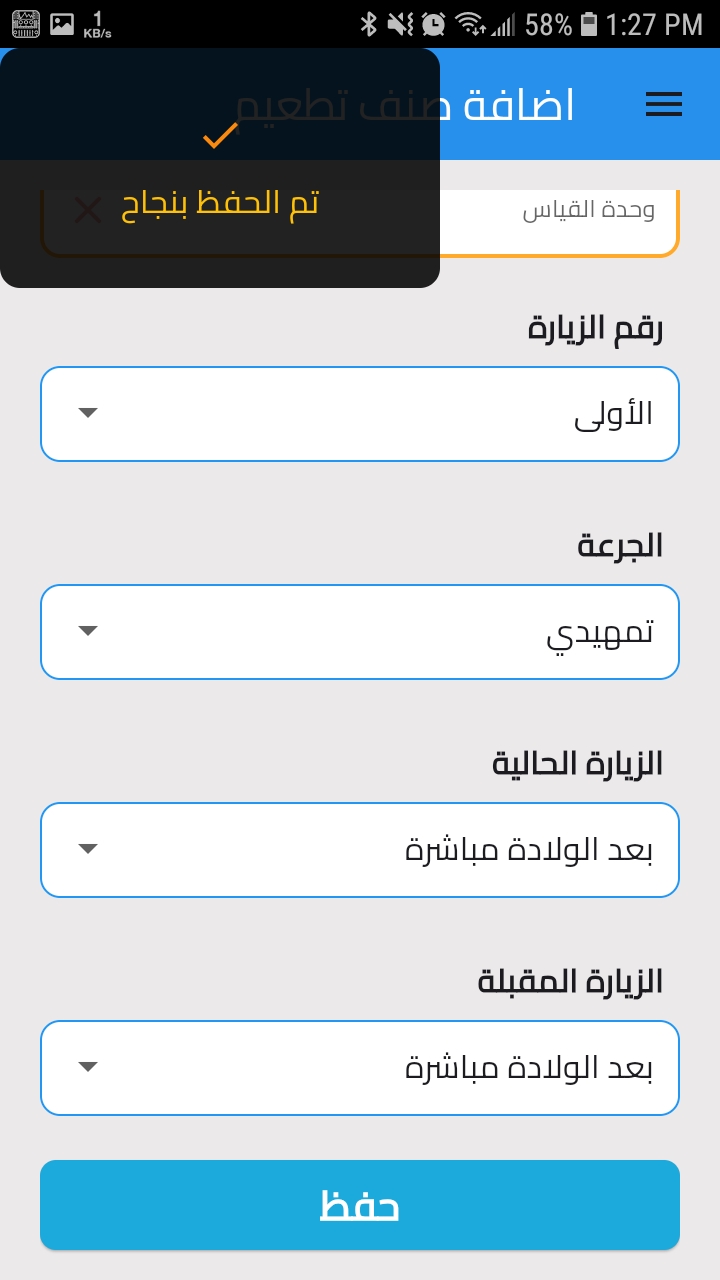 1
KB/s
58%
1:27 PM
اضافة صنف تطعيم
تم الحفظ بنجاح
وحدة القياس
رقم الزيارة
الأولى
الجرعة
تمهيدي
الزيارة الحالية
بعد الولادة مباشرة
الزيارة المقبلة
بعد الولادة مباشرة
حفظ